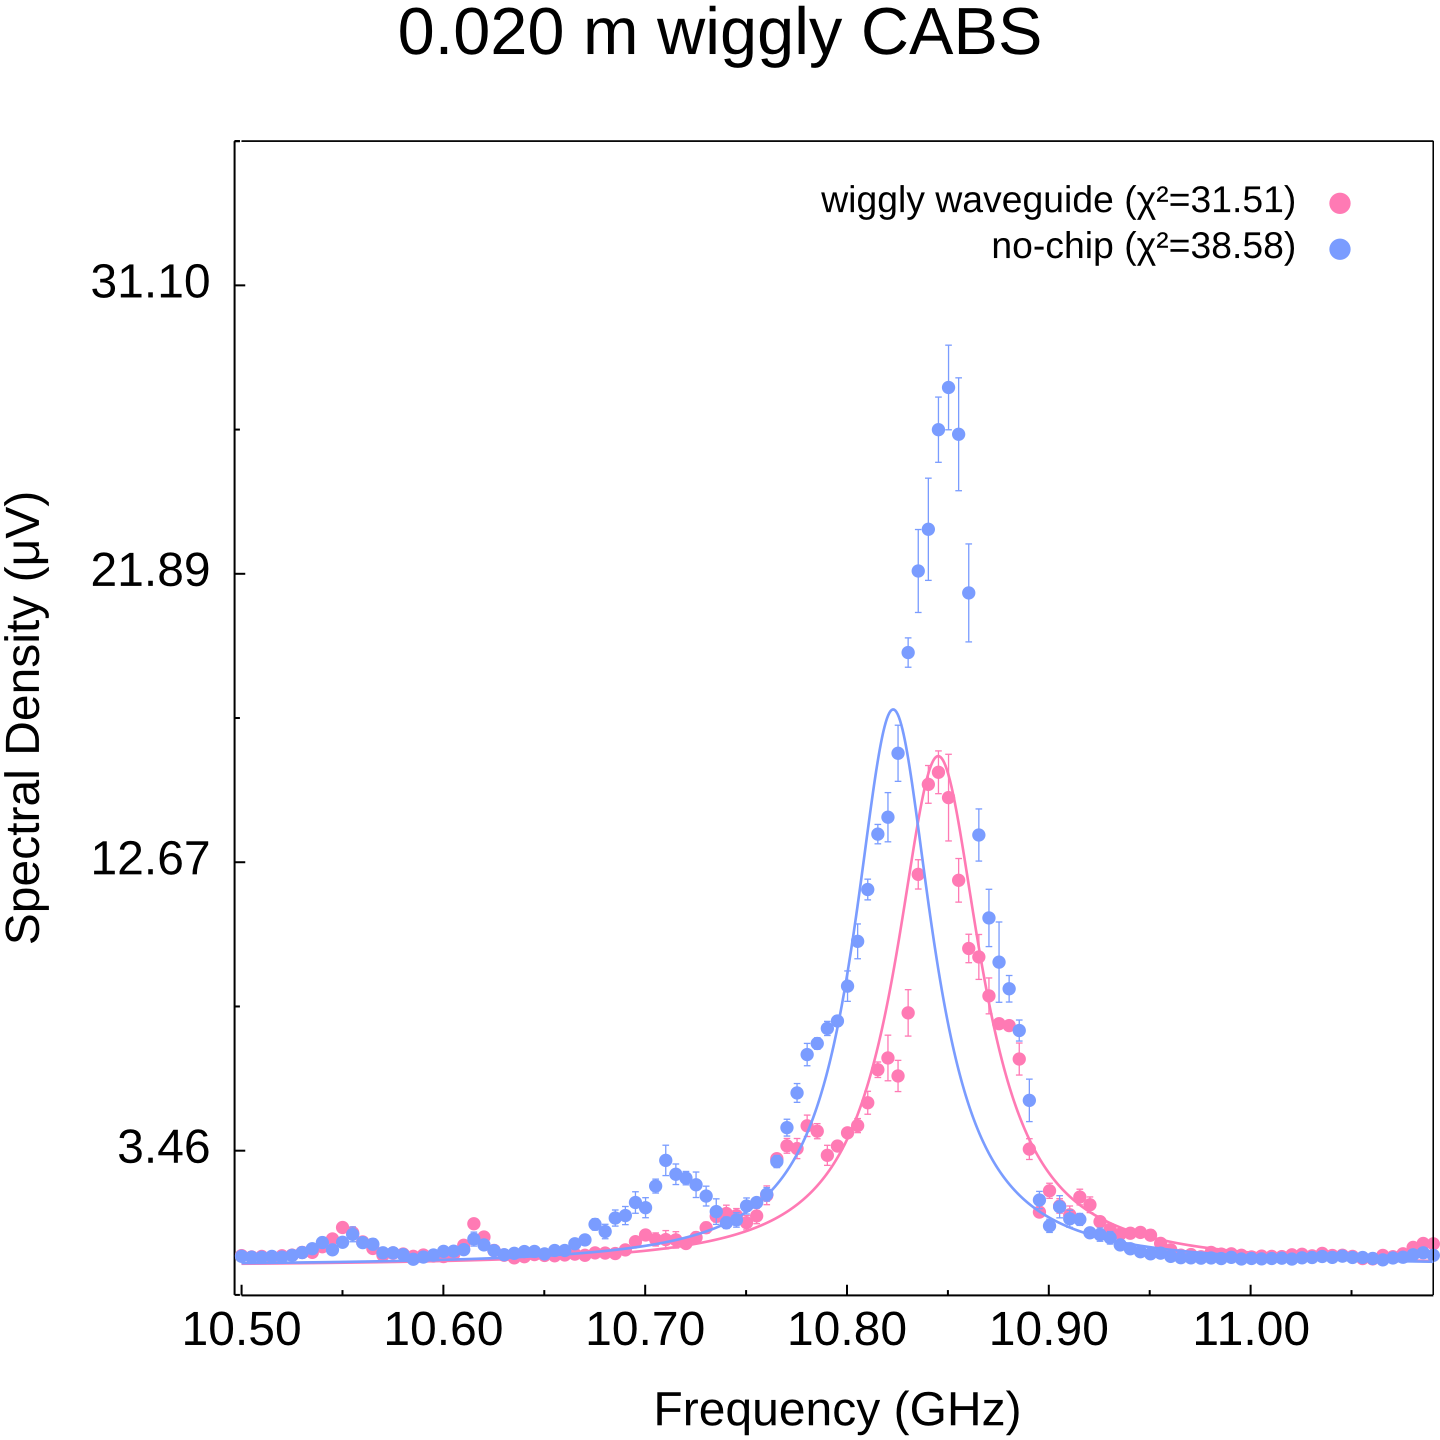 0.020 m wiggly CABS
wiggly waveguide (χ²=31.51)
no-chip (χ²=38.58)
31.10
21.89
12.67
3.46
Spectral Density (μV)
10.50 10.60 10.70 10.80 10.90 11.00
Frequency (GHz)